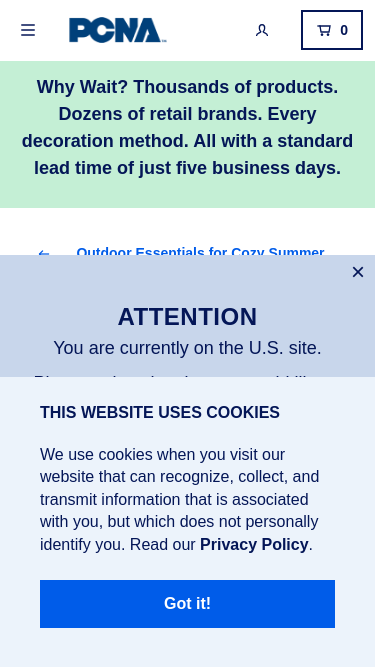 PCNA
0
Why Wait? Thousands of products.
Dozens of retail brands. Every
decoration method. All with a standard
lead time of just five business days.
Outdoor Essentials for Cozy Summer
ATTENTION
You are currently on the U.S. site.
THIS WEBSITE USES COOKIES
We use cookies when you visit our
website that can recognize, collect, and
transmit information that is associated
with you, but which does not personally
identify you. Read our Privacy Policy.
Got it!